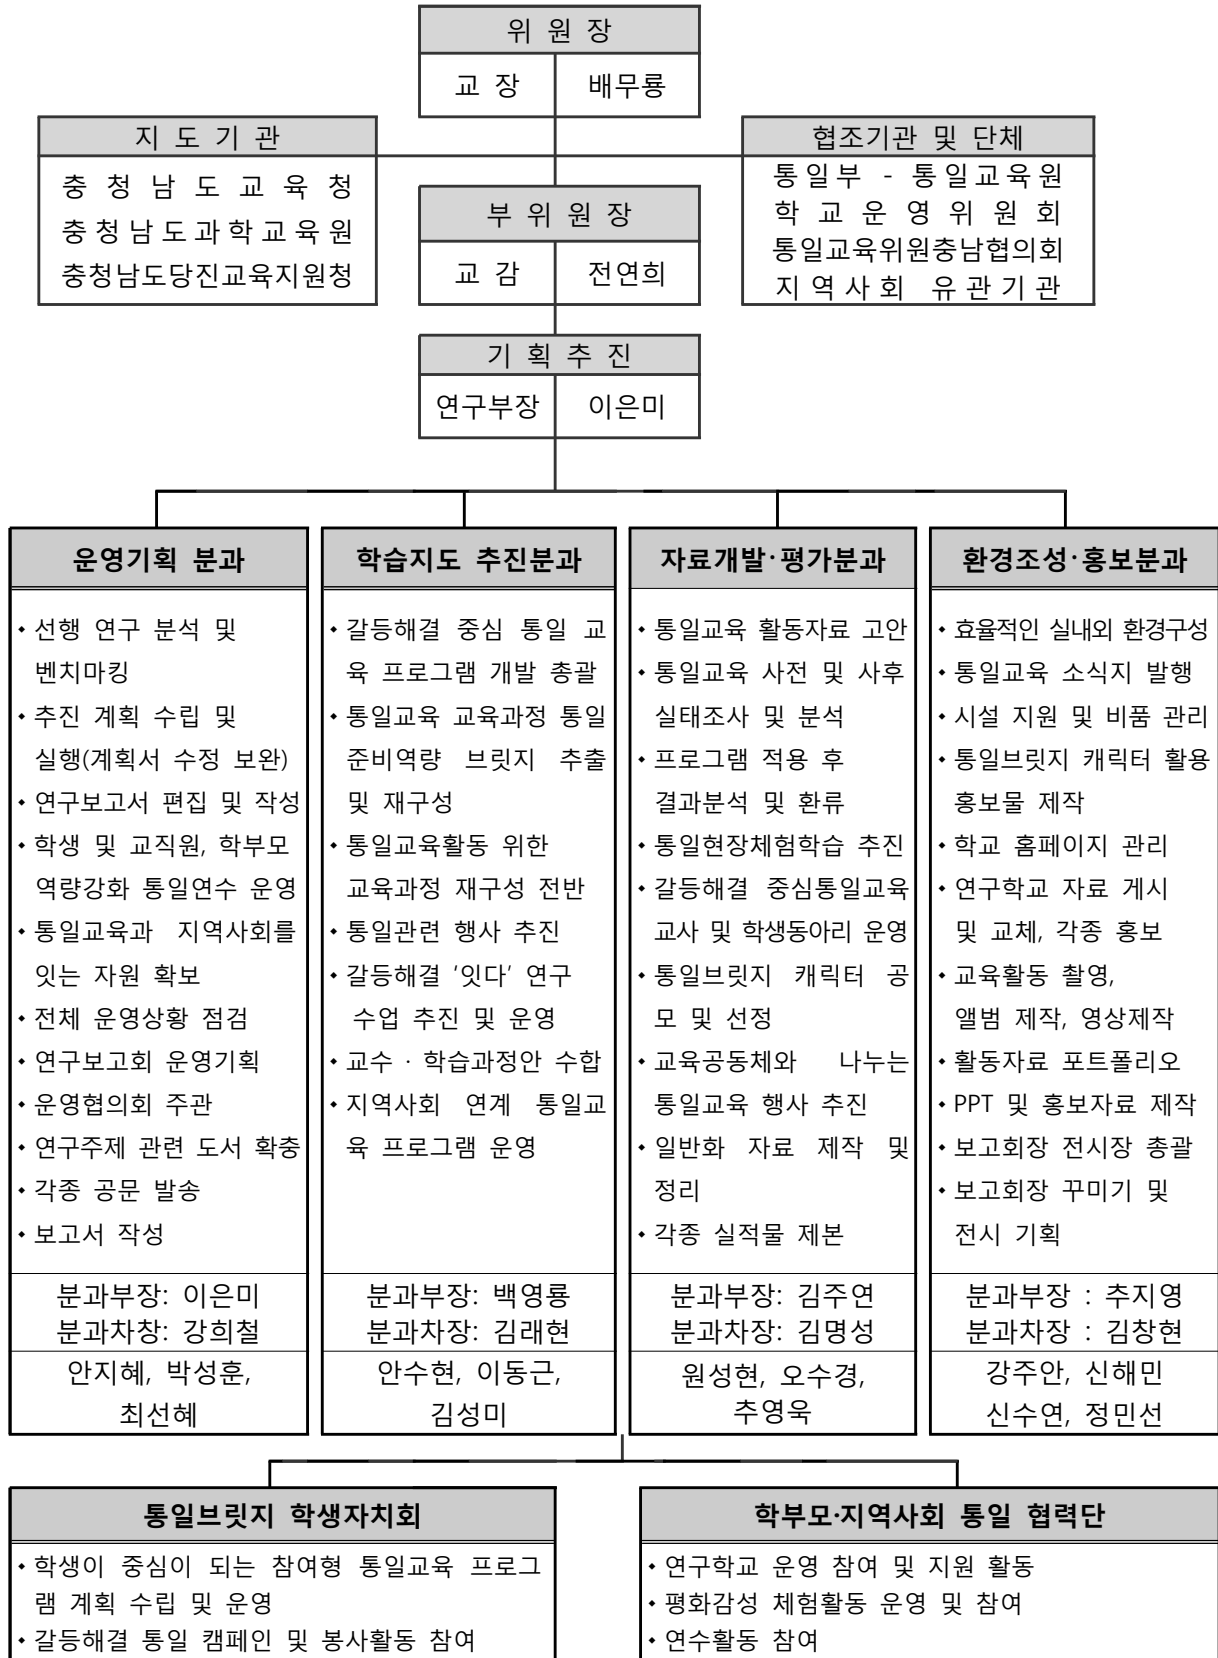 위 원 장
교 장
배무룡
지 도 기 관
충 청 남 도 교 육 청
충청남도과학교육원
충청남도당진교육지원청
협조기관 및 단체
통일부 - 통일교육원
학 교 운 영 위 원 회
통일교육위원충남협의회
지역사회 유관기관
부 위 원 장
교 감
전연희
기 획 추 진
연구부장
이은미
운영기획 분과
• 선행 연구 분석 및
벤치마킹
• 추진 계획 수립 및
실행(계획서 수정 보완)
• 연구보고서 편집 및 작성
• 학생 및 교직원, 학부모
역량강화 통일연수 운영
• 통일교육과 지역사회를
잇는 자원 확보
• 전체 운영상황 점검
• 연구보고회 운영기획
• 운영협의회 주관
• 연구주제 관련 도서 확충
• 각종 공문 발송
• 보고서 작성
분과부장: 이은미
분과차창: 강희철
안지혜, 박성훈,
최선혜
학습지도 추진분과
• 갈등해결 중심 통일 교
육 프로그램 개발 총괄
• 통일교육 교육과정 통일
준비역량 브릿지 추출
및 재구성
• 통일교육활동 위한
교육과정 재구성 전반
• 통일관련 행사 추진
• 갈등해결 ‘잇다’ 연구
수업 추진 및 운영
• 교수 · 학습과정안 수합
• 지역사회 연계 통일교
육 프로그램 운영
분과부장: 백영룡
분과차장: 김래현
안수현, 이동근,
김성미
자료개발·평가분과
• 통일교육 활동자료 고안
• 통일교육 사전 및 사후
실태조사 및 분석
• 프로그램 적용 후
결과분석 및 환류
• 통일현장체험학습 추진
• 갈등해결 중심통일교육
교사 및 학생동아리 운영
• 통일브릿지 캐릭터 공
모 및 선정
• 교육공동체와 나누는
통일교육 행사 추진
• 일반화 자료 제작 및
정리
• 각종 실적물 제본
분과부장: 김주연
분과차장: 김명성
원성현, 오수경,
추영욱
환경조성·홍보분과
• 효율적인 실내외 환경구성
• 통일교육 소식지 발행
• 시설 지원 및 비품 관리
• 통일브릿지 캐릭터 활용
홍보물 제작
• 학교 홈페이지 관리
• 연구학교 자료 게시
및 교체, 각종 홍보
• 교육활동 촬영,
앨범 제작, 영상제작
• 활동자료 포트폴리오
• PPT 및 홍보자료 제작
• 보고회장 전시장 총괄
• 보고회장 꾸미기 및
전시 기획
분과부장 : 추지영
분과차장 : 김창현
강주안, 신해민
신수연, 정민선
통일브릿지 학생자치회
• 학생이 중심이 되는 참여형 통일교육 프로그
램 계획 수립 및 운영
• 갈등해결 통일 캠페인 및 봉사활동 참여
학부모·지역사회 통일 협력단
• 연구학교 운영 참여 및 지원 활동
• 평화감성 체험활동 운영 및 참여
• 연수활동 참여